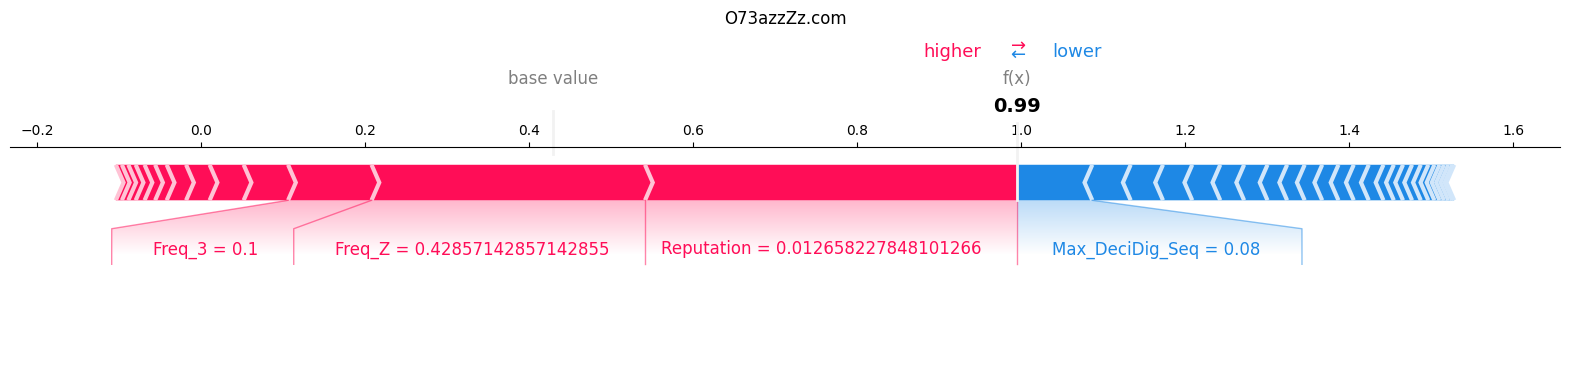 O73azzZz.com
higher ⇄ lower
base value f(x)
0.99
−0.2 0.0 0.2 0.4 0.6 0.8 1.0 1.2 1.4 1.6
Freq_3 = 0.1 Freq_Z = 0.42857142857142855 Reputation = 0.012658227848101266 Max_DeciDig_Seq = 0.08